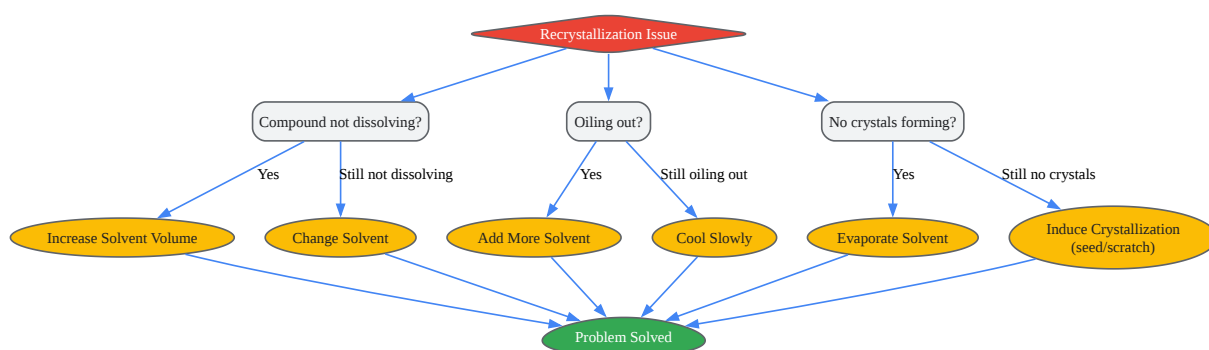 Recrystallization Issue
Compound not dissolving?
Oiling out?
No crystals forming?
Yes
Still not dissolving
Yes
Still oiling out
Yes
Still no crystals
Increase Solvent Volume
Change Solvent
Add More Solvent
Cool Slowly
Evaporate Solvent
Induce Crystallization
(seed/scratch)
Problem Solved